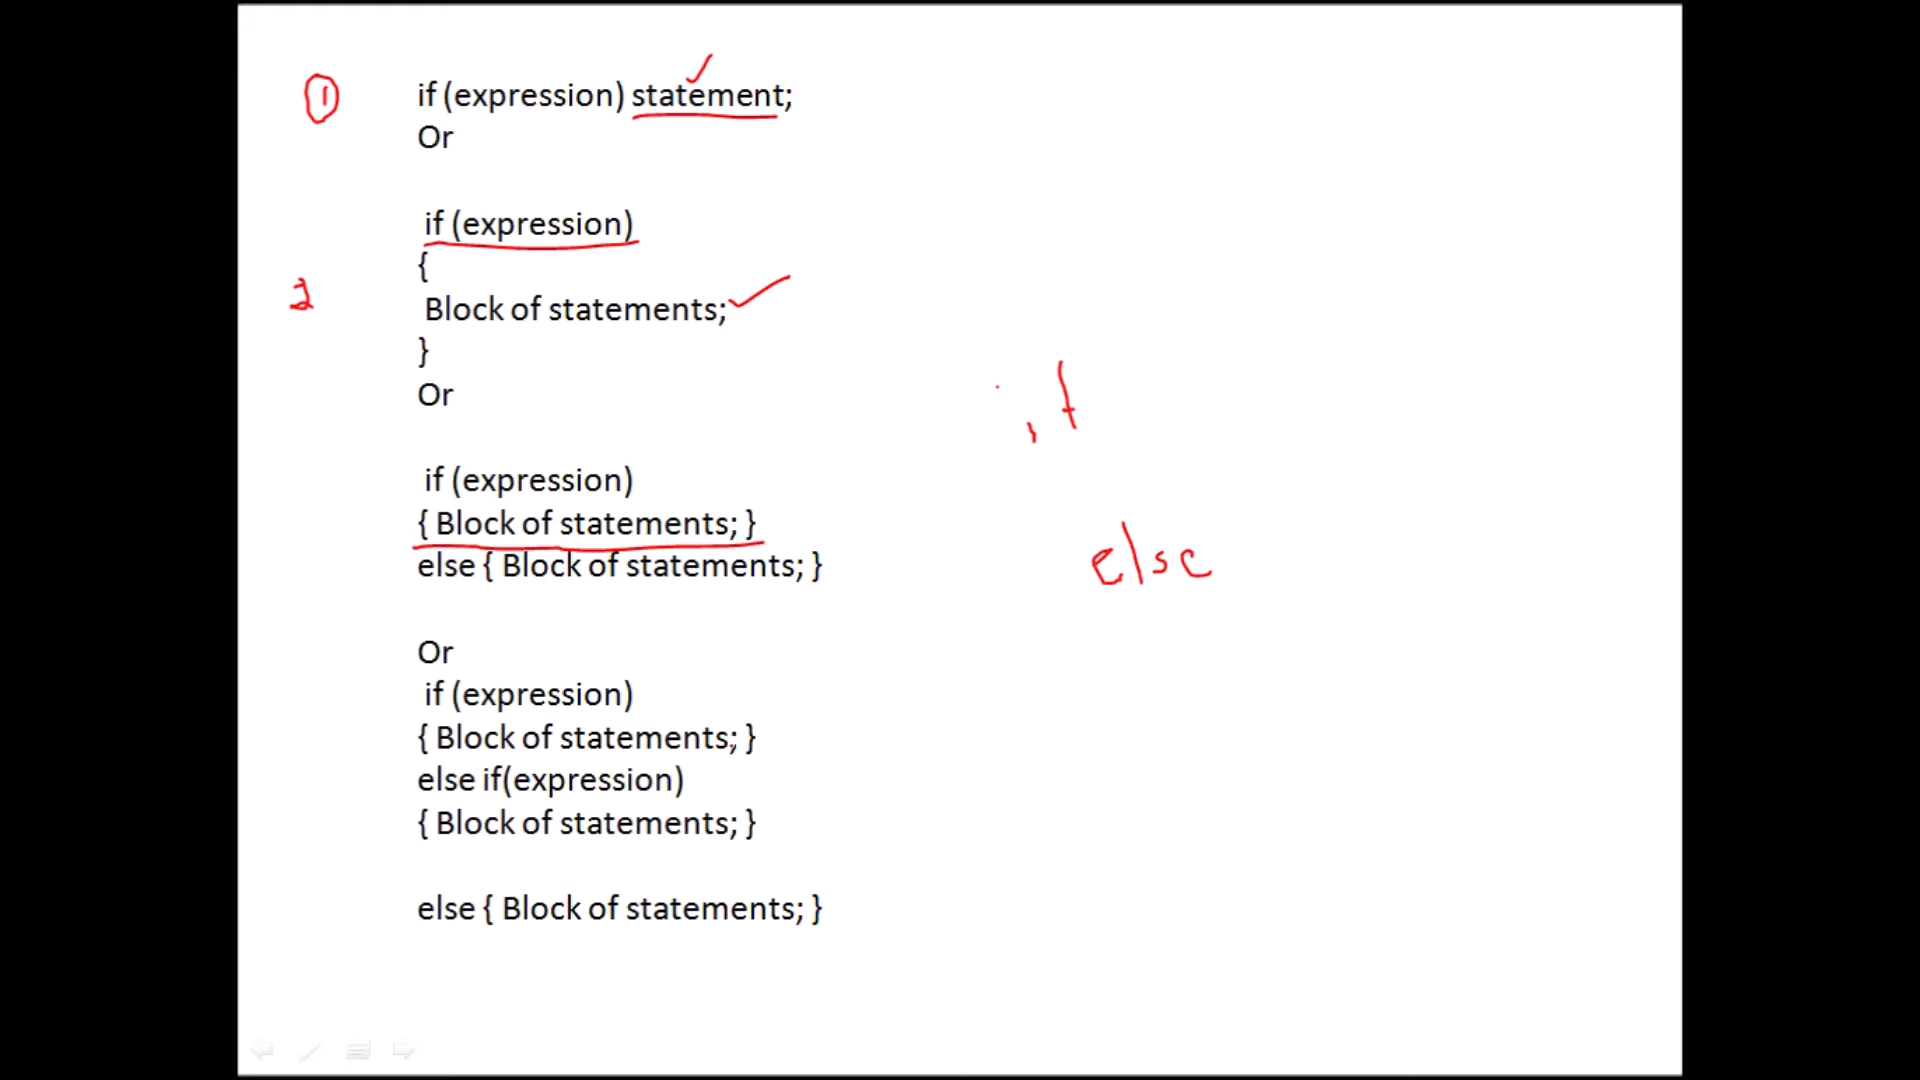 1 if (expression) statement;
Or
if (expression)
{
2 Block of statements;
}
Or
if
if (expression)
{ Block of statements; }
else { Block of statements; } else
Or
if (expression)
{ Block of statements; }
else if(expression)
{ Block of statements; }
else { Block of statements; }